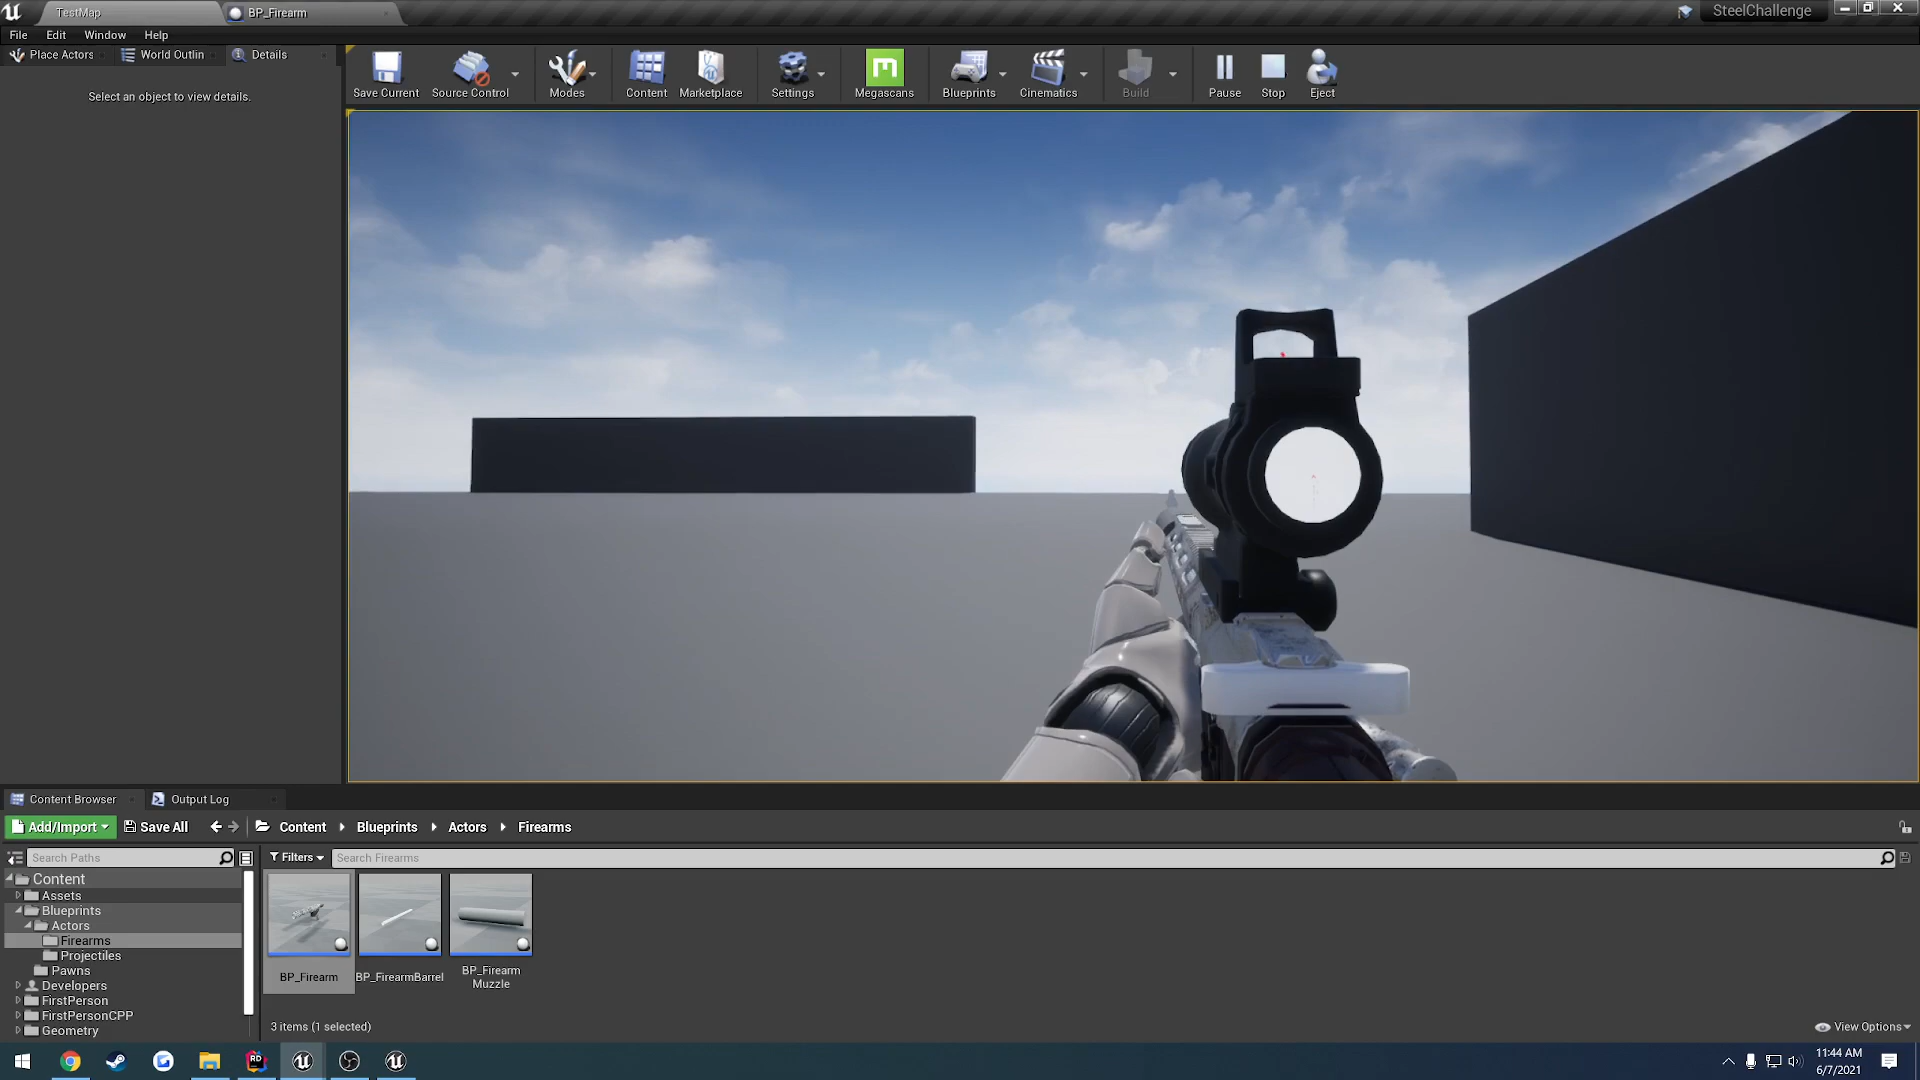 TestMap
BP_Firearm
SteelChallenge
File Edit Window Help
Place Actors World Outlin Details
Select an object to view details.
Save Current Source Control Modes Content Marketplace Settings Megascans Blueprints Cinematics Build Pause Stop Eject
Content Browser Output Log
Add/Import Save All Content Blueprints Actors Firearms
Search Paths Filters Search Firearms
Content
Assets
Blueprints
Actors
Firearms
Projectiles
Pawns
Developers
FirstPerson
FirstPersonCPP
Geometry
BP_Firearm
BP_FirearmBarrel
BP_Firearm
Muzzle
3 items (1 selected)
View Options
RD
11:44 AM
6/7/2021